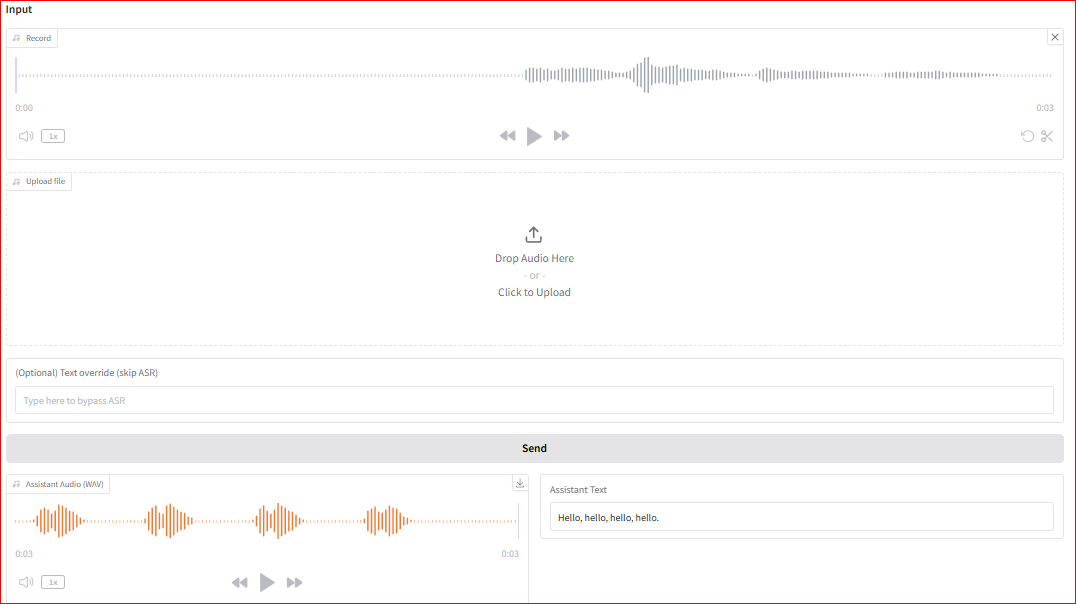 Input
Record
0:00
0:03
1x
Upload file
Drop Audio Here
- or -
Click to Upload
(Optional) Text override (skip ASR)
Type here to bypass ASR
Send
Assistant Audio (WAV)
0:03
0:03
1x
Assistant Text
Hello, hello, hello, hello.